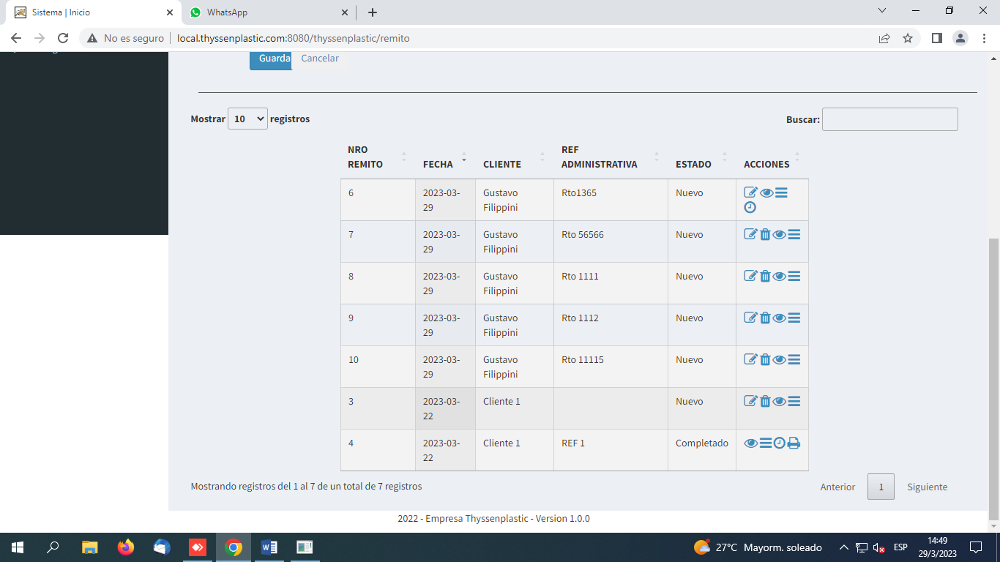 Sistema | Inicio
WhatsApp
No es seguro
local.thyssenplastic.com:8080/thyssenplastic/remito
Guarda
Cancelar
Mostrar 10 registros
Buscar:
NRO REMITO
FECHA
CLIENTE
REF ADMINISTRATIVA
ESTADO
ACCIONES
6 2023-03-29 Gustavo Filippini Rto1365 Nuevo
7 2023-03-29 Gustavo Filippini Rto 56566 Nuevo
8 2023-03-29 Gustavo Filippini Rto 1111 Nuevo
9 2023-03-29 Gustavo Filippini Rto 1112 Nuevo
10 2023-03-29 Gustavo Filippini Rto 11115 Nuevo
3 2023-03-22 Cliente 1 Nuevo
4 2023-03-22 Cliente 1 REF 1 Completado
Mostrando registros del 1 al 7 de un total de 7 registros
Anterior 1 Siguiente
2022 - Empresa Thyssenplastic - Version 1.0.0
27°C Mayorm. soleado
ESP
14:49
29/3/2023